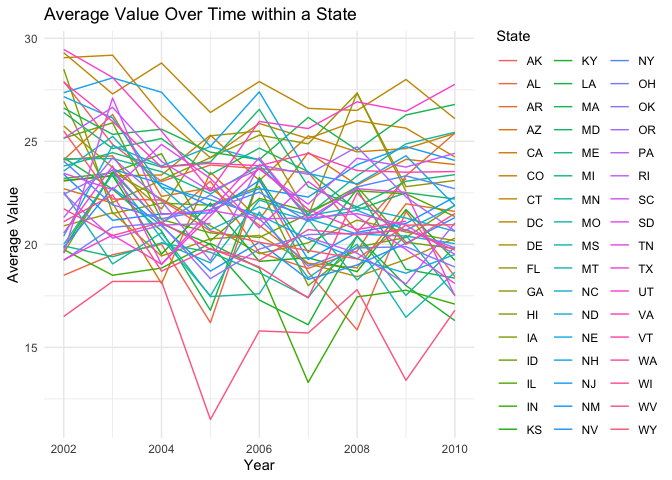 Average Value Over Time within a State
30
25
20
15
Average Value
2002
2004
2006
2008
2010
Year
State
AK
AL
AR
AZ
CA
CO
CT
DC
DE
FL
GA
HI
IA
ID
IL
IN
KS
KY
LA
MA
MD
ME
MI
MN
MO
MS
MT
NC
ND
NE
NH
NJ
NM
NV
NY
OH
OK
OR
PA
RI
SC
SD
TN
TX
UT
VA
VT
WA
WI
WV
WY